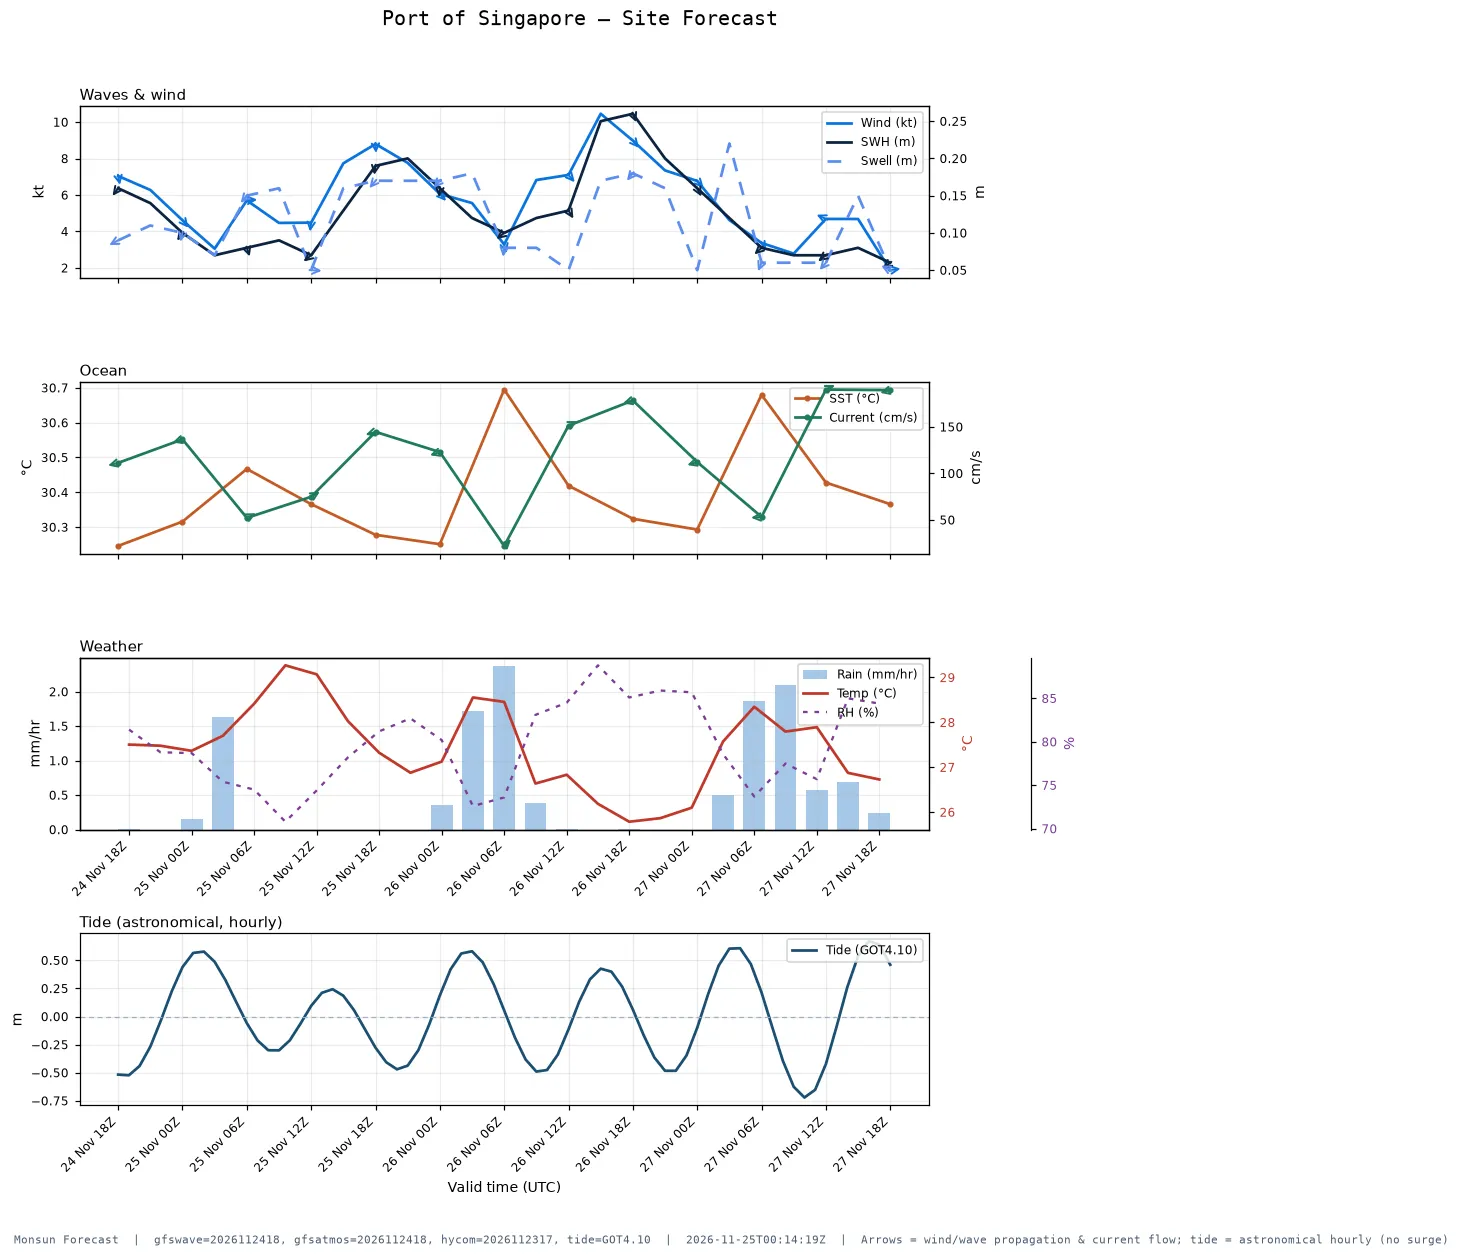 Port of Singapore — Site Forecast
Waves & wind
10
8
6
4
2
kt
0.25
0.20
0.15
0.10
0.05
m
Wind (kt)
SWH (m)
Swell (m)
Ocean
30.7
30.6
30.5
30.4
30.3
°C
150
100
50
cm/s
SST (°C)
Current (cm/s)
Weather
2.0
1.5
1.0
0.5
0.0
mm/hr
29
28
27
26
°C
85
80
75
70
%
Rain (mm/hr)
Temp (°C)
RH (%)
24 Nov 18Z
25 Nov 00Z
25 Nov 06Z
25 Nov 12Z
25 Nov 18Z
26 Nov 00Z
26 Nov 06Z
26 Nov 12Z
26 Nov 18Z
27 Nov 00Z
27 Nov 06Z
27 Nov 12Z
27 Nov 18Z
Tide (astronomical, hourly)
0.50
0.25
0.00
−0.25
−0.50
−0.75
m
Tide (GOT4.10)
24 Nov 18Z
25 Nov 00Z
25 Nov 06Z
25 Nov 12Z
25 Nov 18Z
26 Nov 00Z
26 Nov 06Z
26 Nov 12Z
26 Nov 18Z
27 Nov 00Z
27 Nov 06Z
27 Nov 12Z
27 Nov 18Z
Valid time (UTC)
Monsun Forecast | gfswave=2026112418, gfsatmos=2026112418, hycom=2026112317, tide=GOT4.10 | 2026-11-25T00:14:19Z | Arrows = wind/wave propagation & current flow; tide = astronomical hourly (no surge)